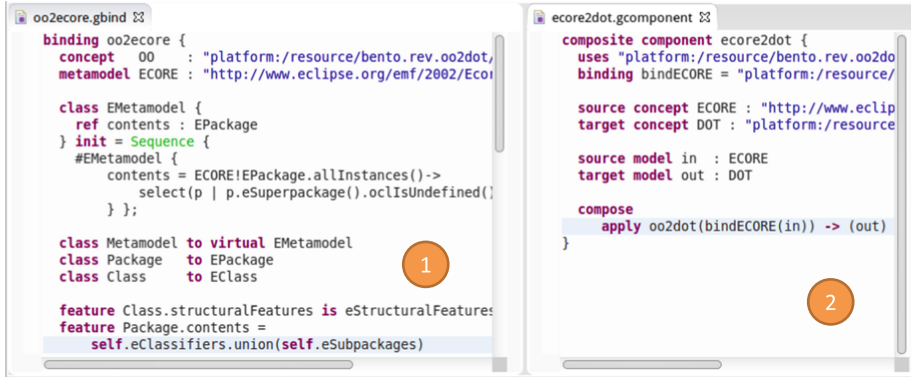 oo2ecore.gbind
binding oo2ecore {
concept OO : "platform:/resource/bento.rev.oo2dot/
metamodel ECORE : "http://www.eclipse.org/emf/2002/Ecor
class EMetamodel {
ref contents : EPackage
} init = Sequence {
#EMetamodel {
contents = ECORE!EPackage.allInstances()->
select(p | p.eSuperpackage().oclIsUndefined()
} };
class Metamodel to virtual EMetamodel
class Package to EPackage
class Class to EClass
feature Class.structuralFeatures is eStructuralFeatures
feature Package.contents =
self.eClassifiers.union(self.eSubpackages)
1
ecore2dot.gcomponent
composite component ecore2dot {
uses "platform:/resource/bento.rev.oo2do
binding bindECORE = "platform:/resource/
source concept ECORE : "http://www.eclip
target concept DOT : "platform:/resource
source model in : ECORE
target model out : DOT
compose
apply oo2dot(bindECORE(in)) -> (out)
}
2